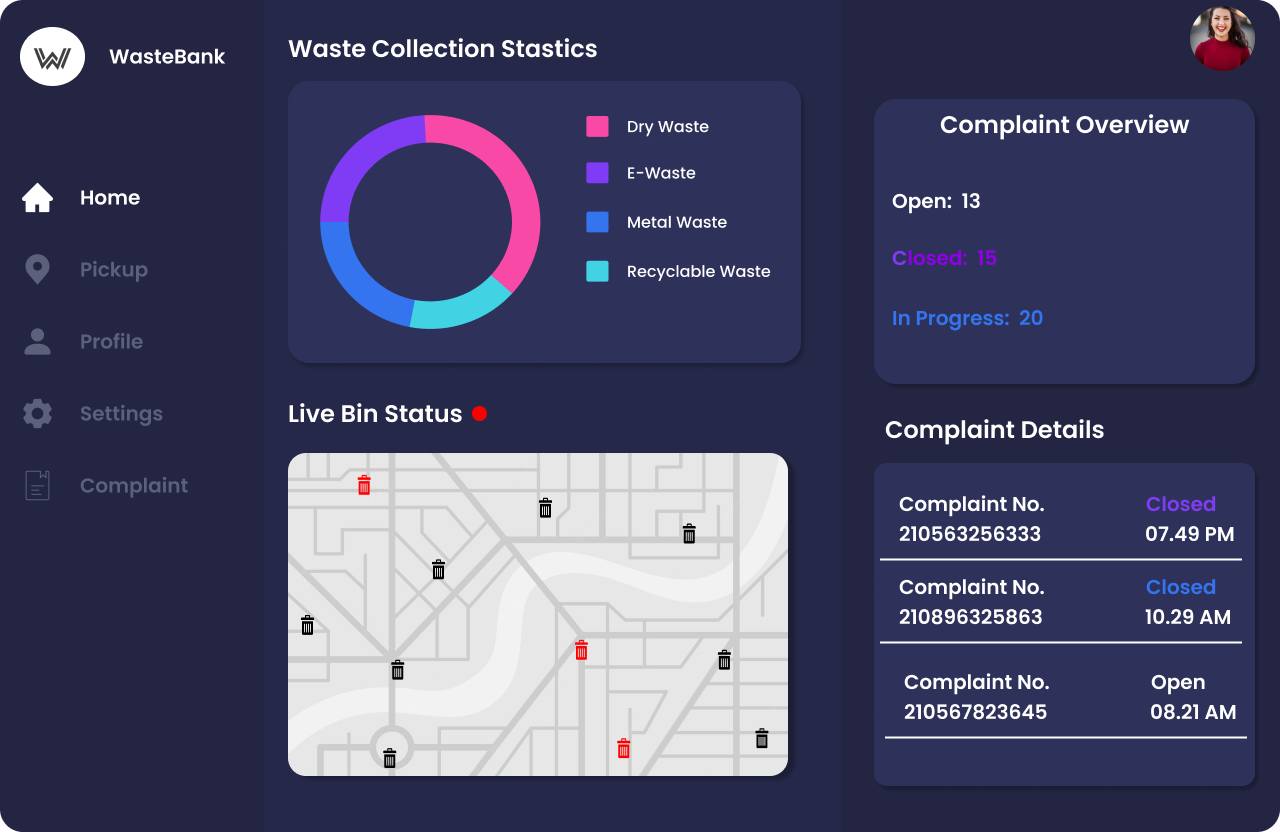 WasteBank
Home
Pickup
Profile
Settings
Complaint
Waste Collection Stastics
Dry Waste
E-Waste
Metal Waste
Recyclable Waste
Live Bin Status
Complaint Overview
Open: 13
Closed: 15
In Progress: 20
Complaint Details
Complaint No. Closed
210563256333 07.49 PM
Complaint No. Closed
210896325863 10.29 AM
Complaint No. Open
210567823645 08.21 AM